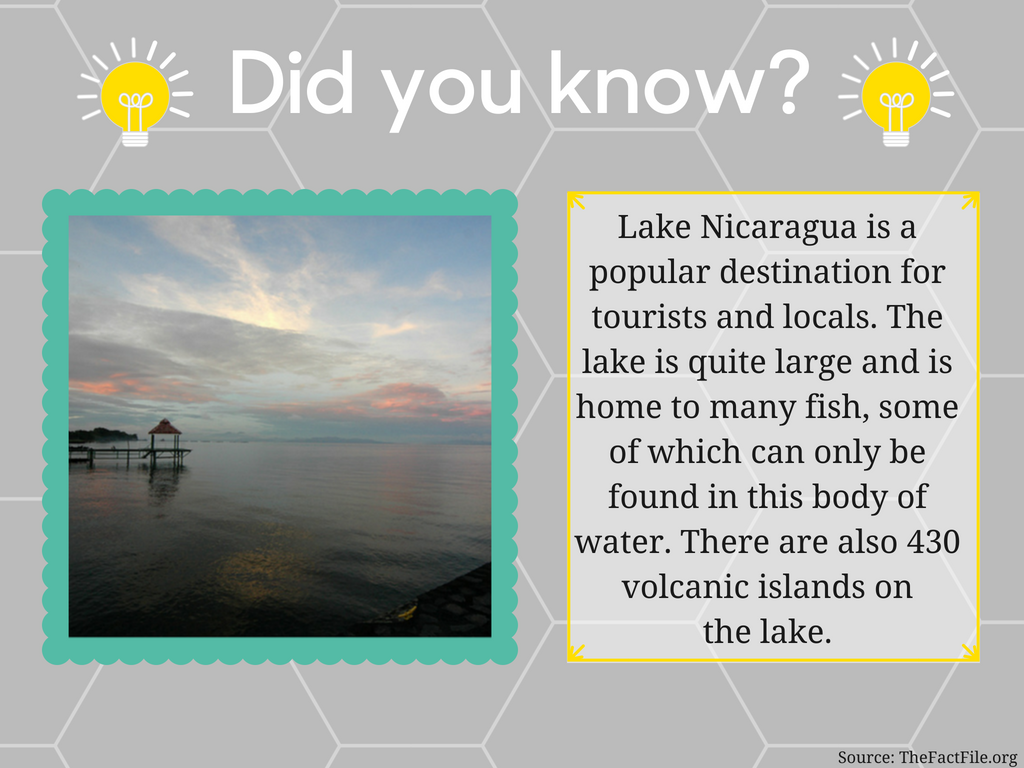 Did you know?
Lake Nicaragua is a
popular destination for
tourists and locals. The
lake is quite large and is
home to many fish, some
of which can only be
found in this body of
water. There are also 430
volcanic islands on
the lake.
Source: TheFactFile.org